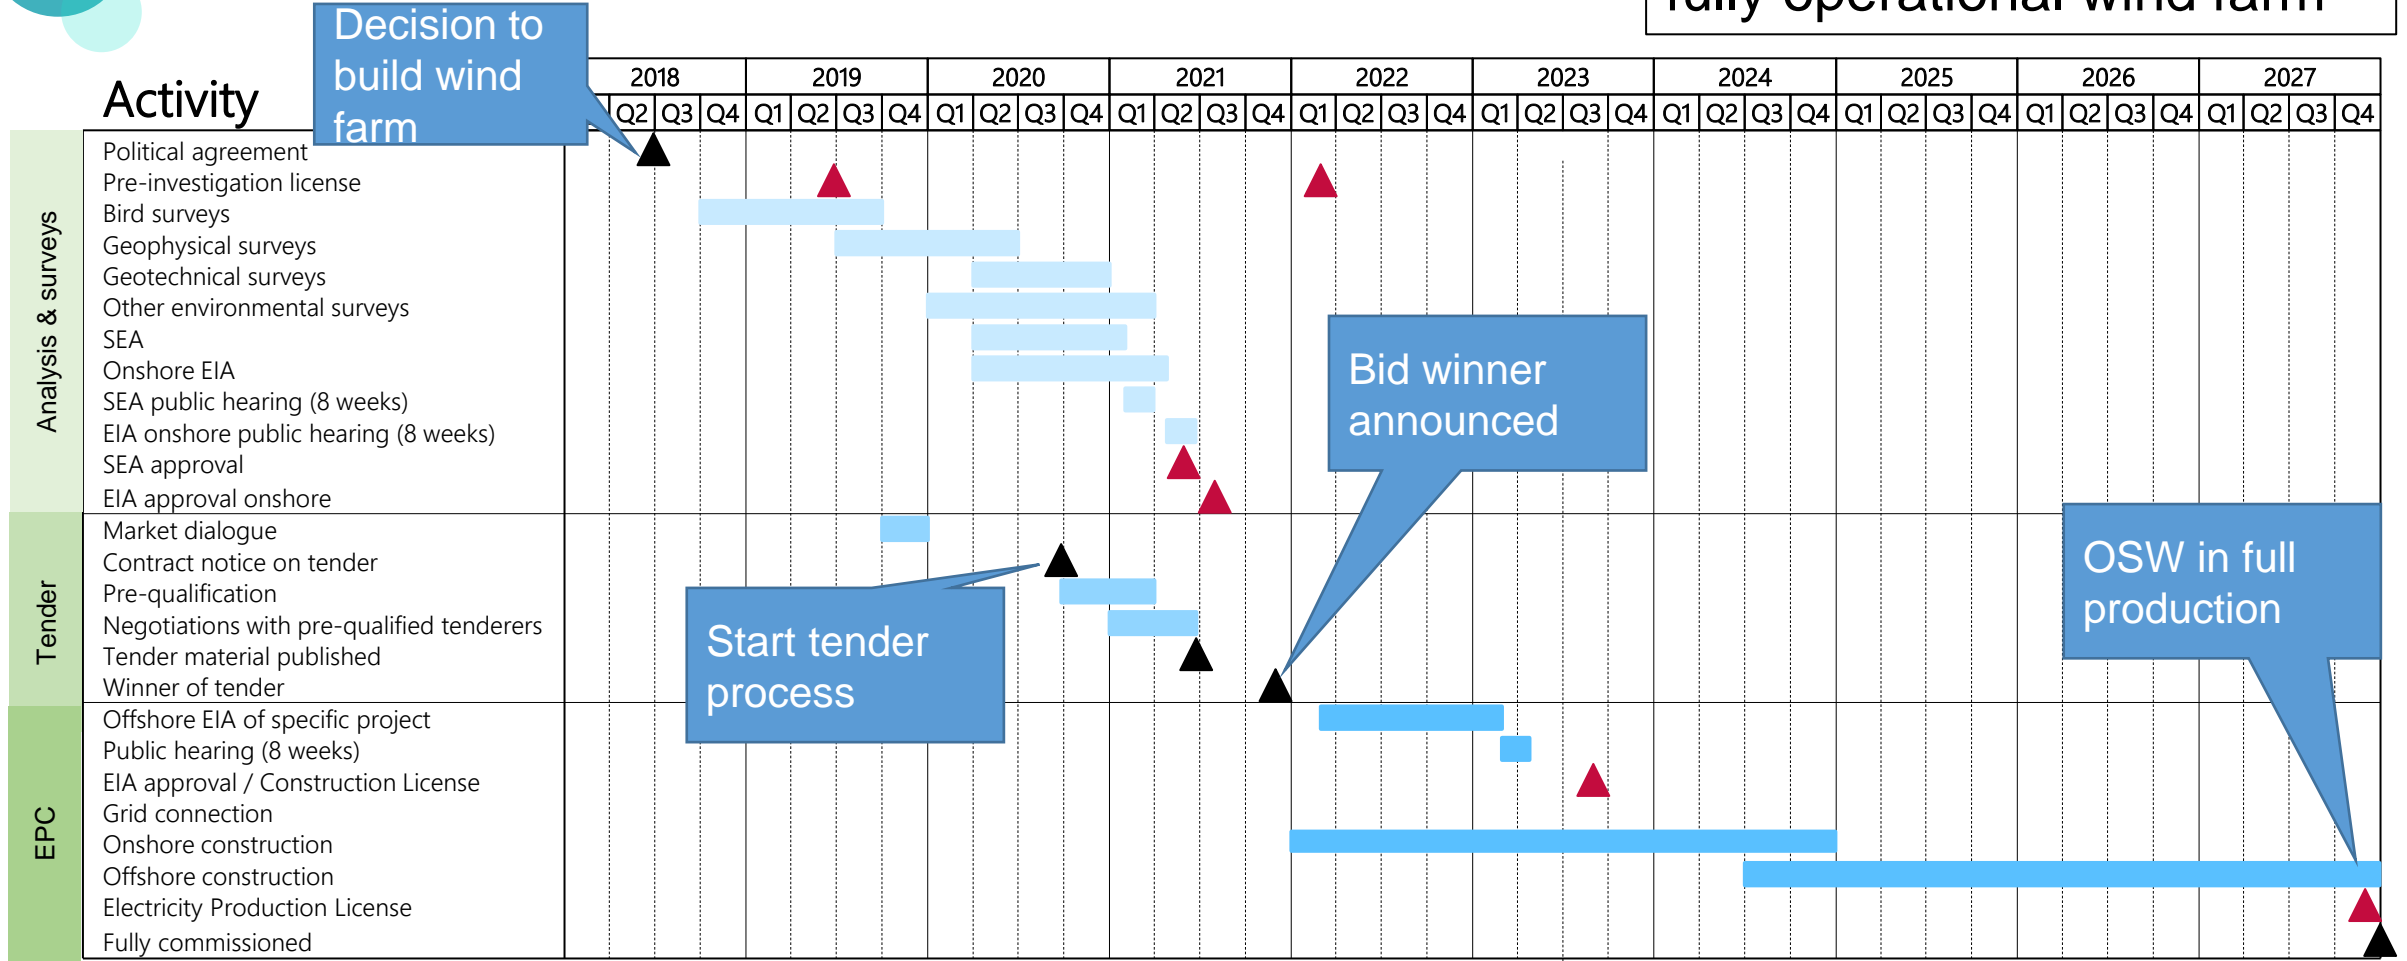 fully operational wind farm
Decision to
build wind
farm
Activity
2018 2019 2020 2021 2022 2023 2024 2025 2026 2027
Q2 Q3 Q4 Q1 Q2 Q3 Q4 Q1 Q2 Q3 Q4 Q1 Q2 Q3 Q4 Q1 Q2 Q3 Q4 Q1 Q2 Q3 Q4 Q1 Q2 Q3 Q4 Q1 Q2 Q3 Q4 Q1 Q2 Q3 Q4 Q1 Q2 Q3 Q4
Analysis & surveys
Political agreement
Pre-investigation license
Bird surveys
Geophysical surveys
Geotechnical surveys
Other environmental surveys
SEA
Onshore EIA
SEA public hearing (8 weeks)
EIA onshore public hearing (8 weeks)
SEA approval
EIA approval onshore
Bid winner
announced
Tender
Market dialogue
Contract notice on tender
Pre-qualification
Negotiations with pre-qualified tenderers
Tender material published
Winner of tender
Start tender
process
OSW in full
production
EPC
Offshore EIA of specific project
Public hearing (8 weeks)
EIA approval / Construction License
Grid connection
Onshore construction
Offshore construction
Electricity Production License
Fully commissioned